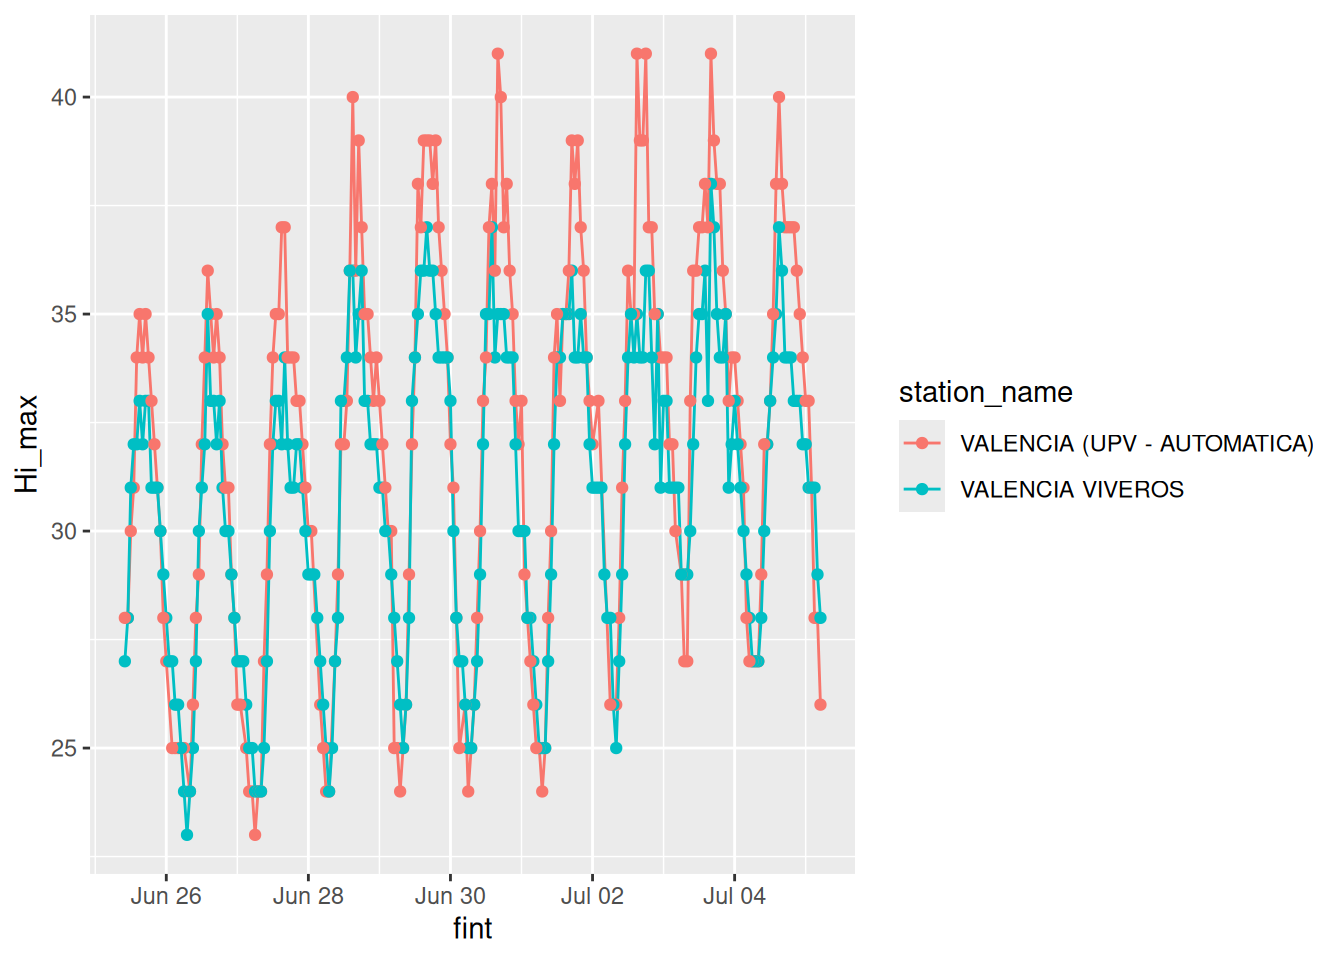 40
35
30
25
Hi_max
Jun 26
Jun 28
Jun 30
Jul 02
Jul 04
fint
station_name
VALENCIA (UPV - AUTOMATICA)
VALENCIA VIVEROS